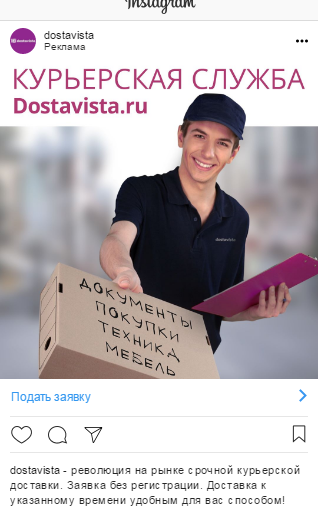 Instagram
dostavista
dostavista
Реклама
КУРЬЕРСКАЯ СЛУЖБА
Dostavista.ru
dostavista
ДОКУМЕНТЫ
ПОКУПКИ
ТЕХНИКА
МЕБЕЛЬ
Подать заявку
dostavista - революция на рынке срочной курьерской
доставки. Заявка без регистрации. Доставка к
указанному времени удобным для вас способом!